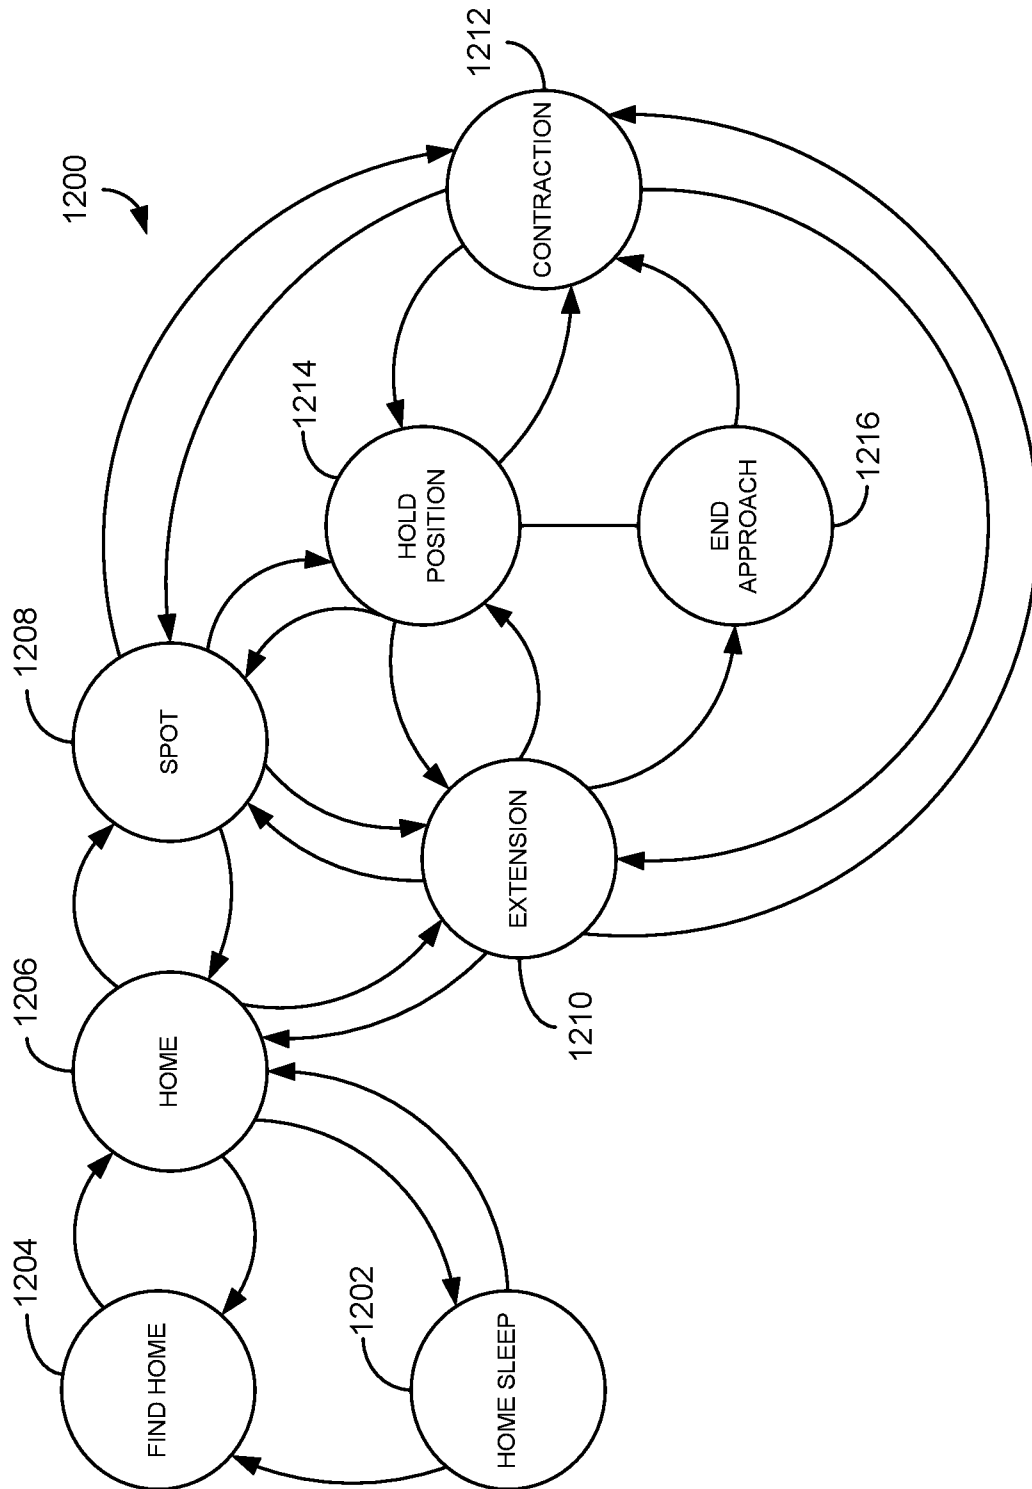 1200
1204
FIND HOME
1206
HOME
1208
SPOT
1202
HOME SLEEP
1210
EXTENSION
1214
HOLD
POSITION
1212
CONTRACTION
1216
END
APPROACH